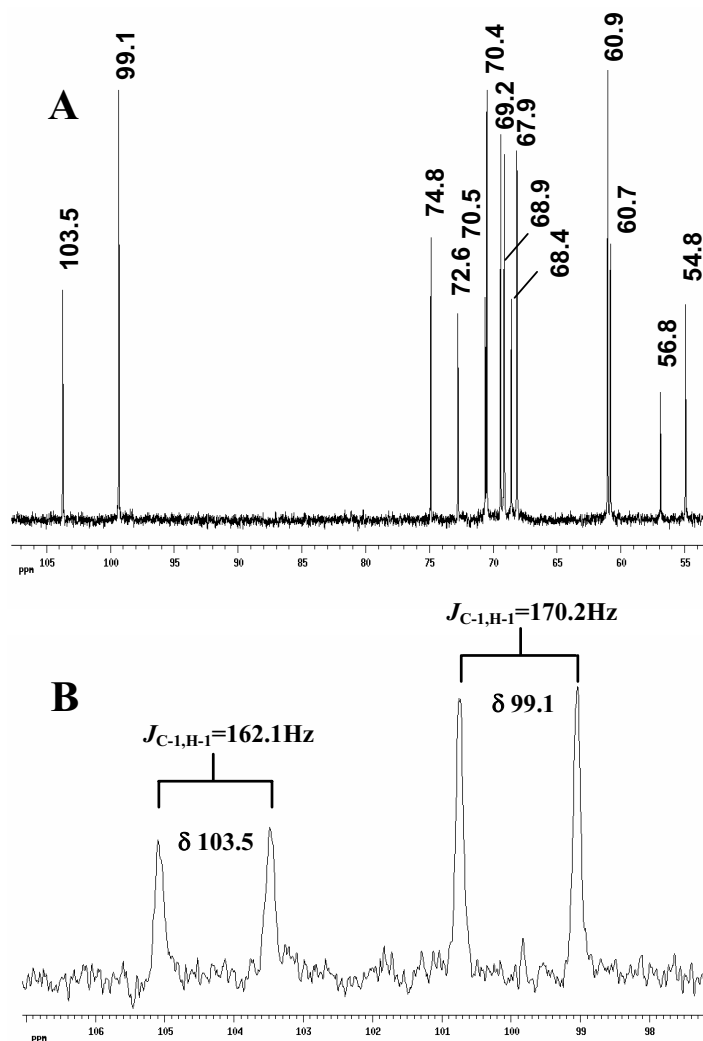 A
103.5
99.1
74.8
72.6
70.5
70.4
69.2
68.9
68.4
67.9
60.9
60.7
56.8
54.8
105 100 95 90 85 80 75 70 65 60 55
PPM
B
J C-1,H-1=162.1Hz
δ 103.5
J C-1,H-1=170.2Hz
δ 99.1
106 105 104 103 102 101 100 99 98
PPM